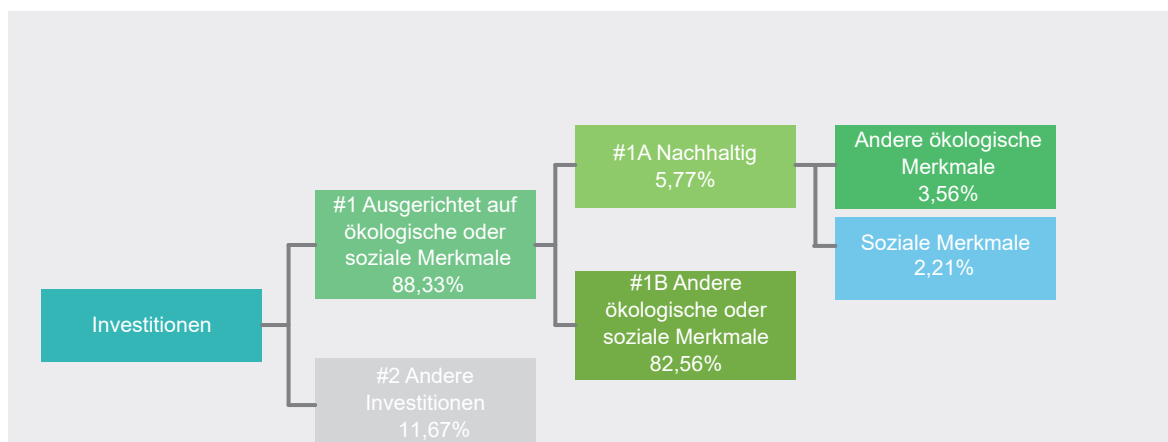 Investitionen
#1 Ausgerichtet auf
ökologische oder
soziale Merkmale
88,33%
#2 Andere
Investitionen
11,67%
#1A Nachhaltig
5,77%
#1B Andere
ökologische oder
soziale Merkmale
82,56%
Andere ökologische
Merkmale
3,56%
Soziale Merkmale
2,21%